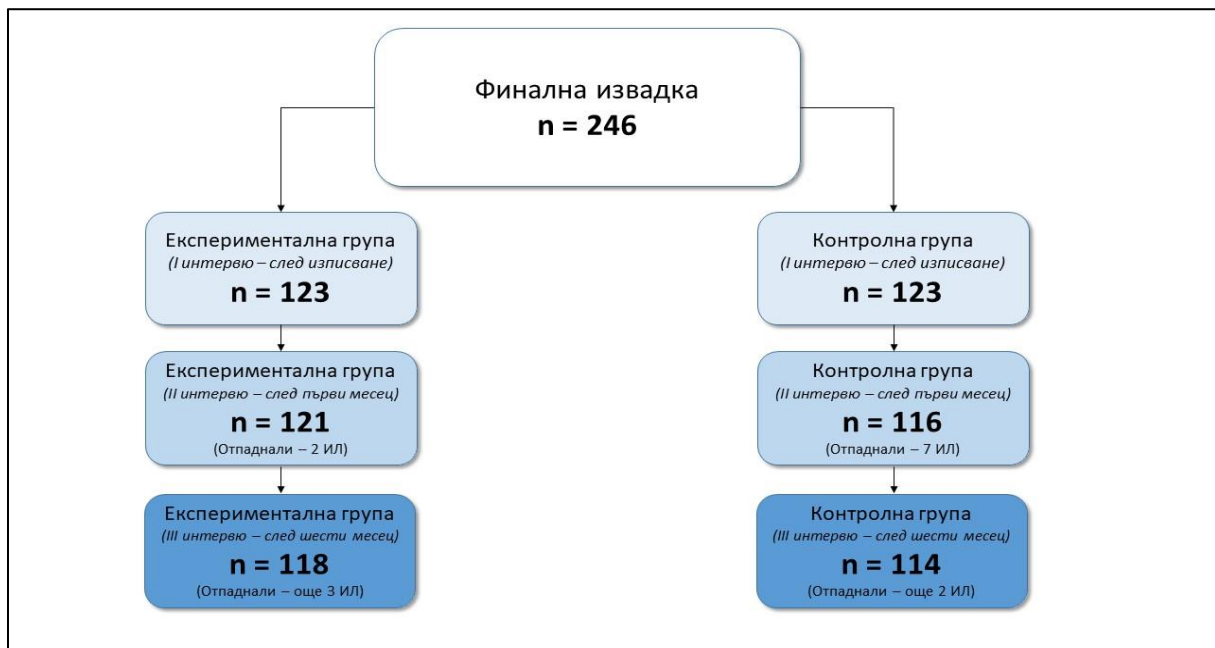 Финална извадка
n = 246
Експериментална група
(I интервю – след изписване)
n = 123
Контролна група
(I интервю – след изписване)
n = 123
Експериментална група
(II интервю – след първи месец)
n = 121
(Отпаднали – 2 ИЛ)
Контролна група
(II интервю – след първи месец)
n = 116
(Отпаднали – 7 ИЛ)
Експериментална група
(III интервю – след шести месец)
n = 118
(Отпаднали – още 3 ИЛ)
Контролна група
(III интервю – след шести месец)
n = 114
(Отпаднали – още 2 ИЛ)